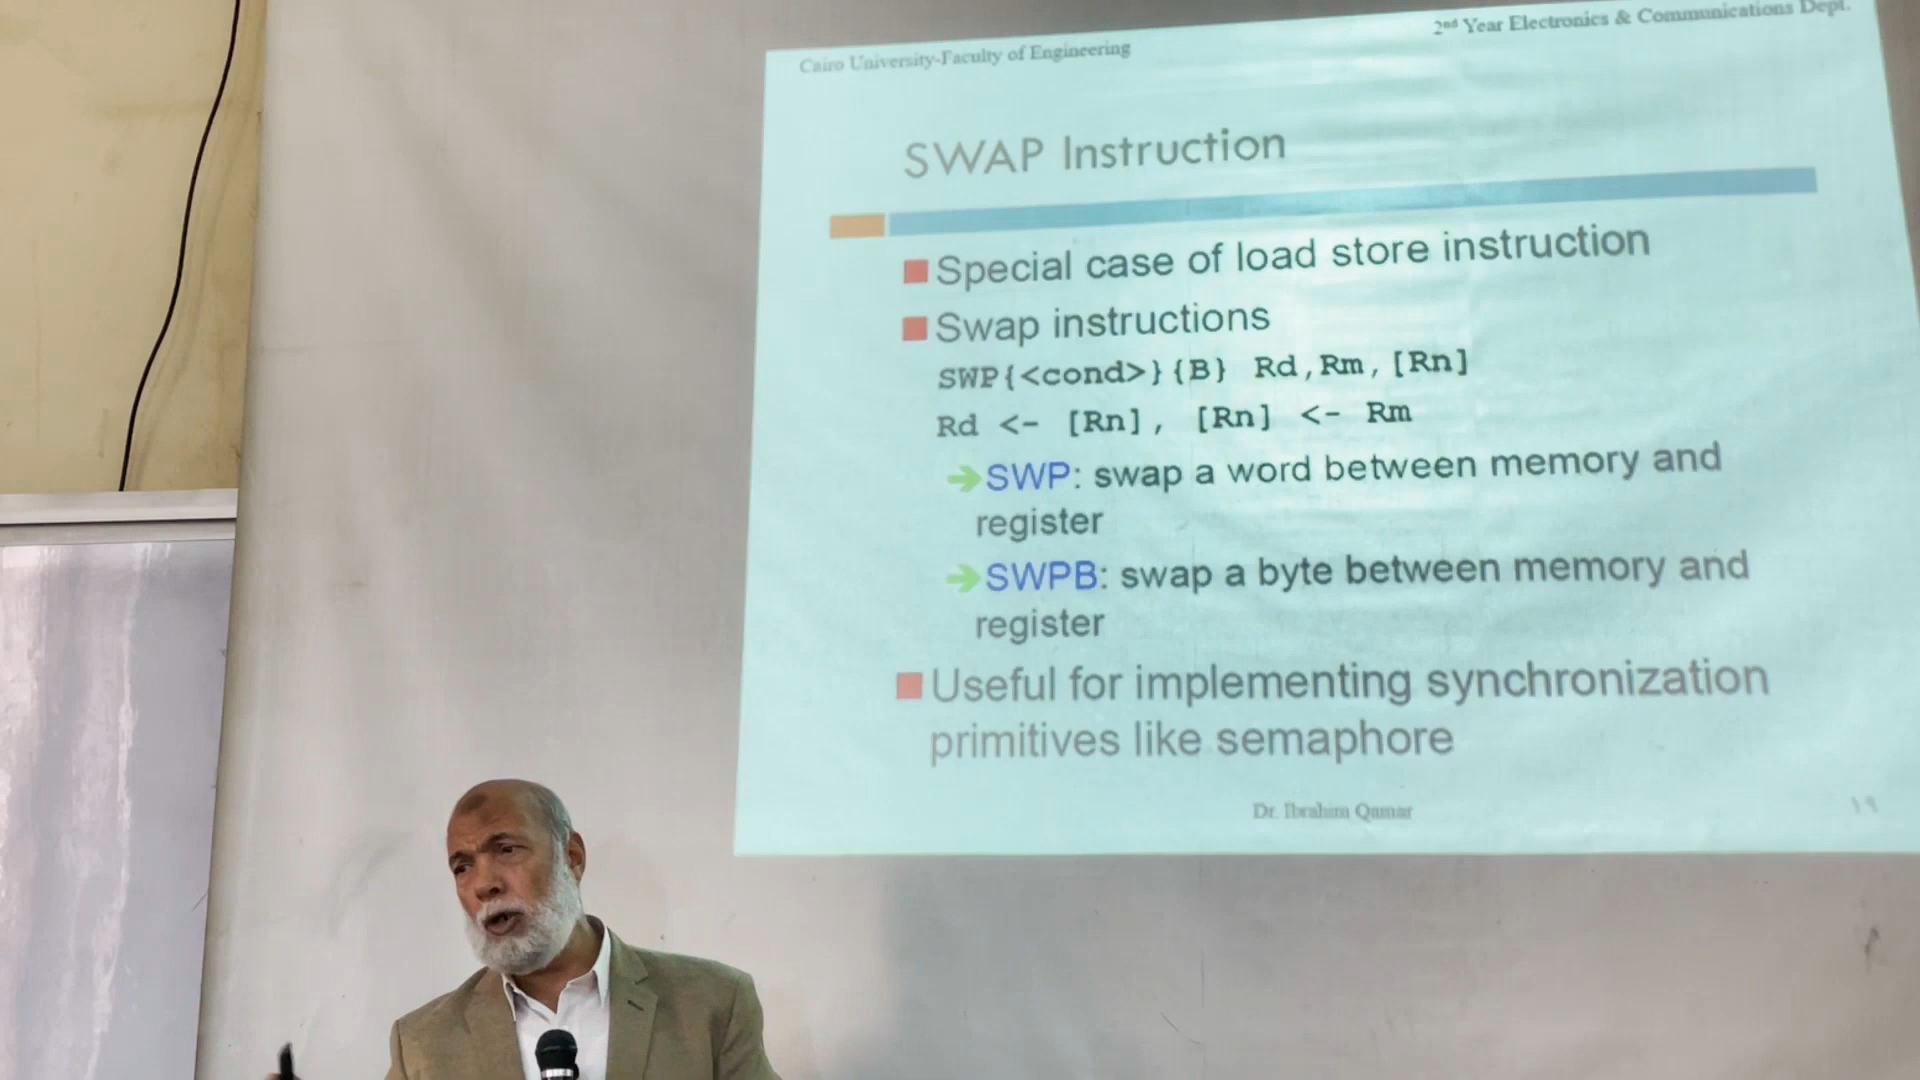 Cairo University-Faculty of Engineering
2nd Year Electronics & Communications Dept.
SWAP Instruction
Special case of load store instruction
Swap instructions
SWP{<cond>}{B} Rd,Rm,[Rn]
Rd <- [Rn], [Rn] <- Rm
SWP: swap a word between memory and
register
SWPB: swap a byte between memory and
register
Useful for implementing synchronization
primitives like semaphore
Dr. Ibrahim Qamar
١٩